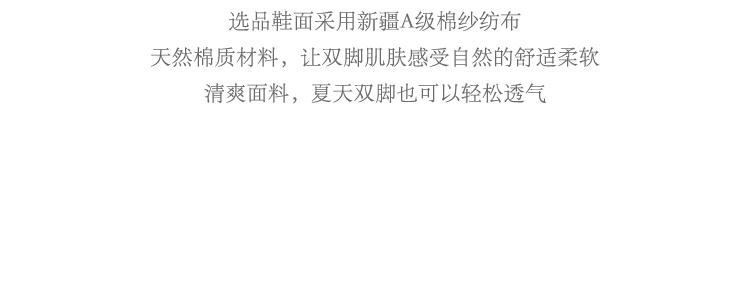 选品鞋面采用新疆A级棉纱纺布
天然棉质材料，让双脚肌肤感受自然的舒适柔软
清爽面料，夏天双脚也可以轻松透气